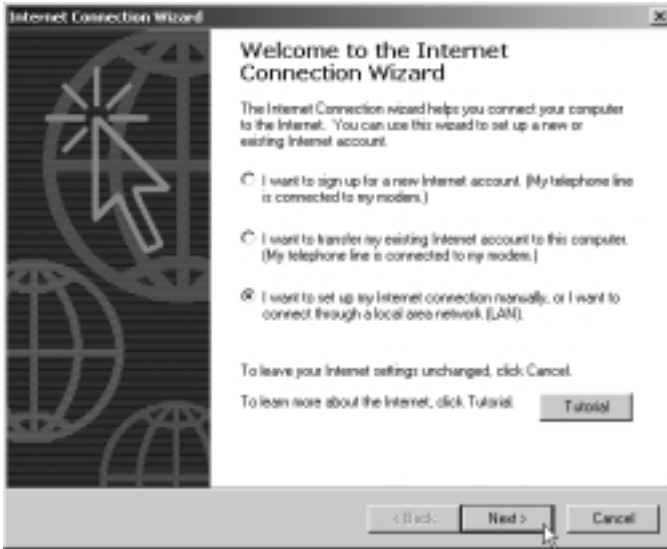 Internet Connection Wizard
Welcome to the Internet
Connection Wizard
The Internet Connection wizard helps you connect your computer
to the Internet. You can use this wizard to set up a new or
existing Internet account.
I want to sign up for a new Internet account. (My telephone line
is connected to my modem.)
I want to transfer my existing Internet account to this computer.
(My telephone line is connected to my modem.)
I want to set up my Internet connection manually, or I want to
connect through a local area network (LAN).
To leave your Internet settings unchanged, click Cancel.
To learn more about the Internet, click Tutorial.
Tutorial
< Back
Next >
Cancel